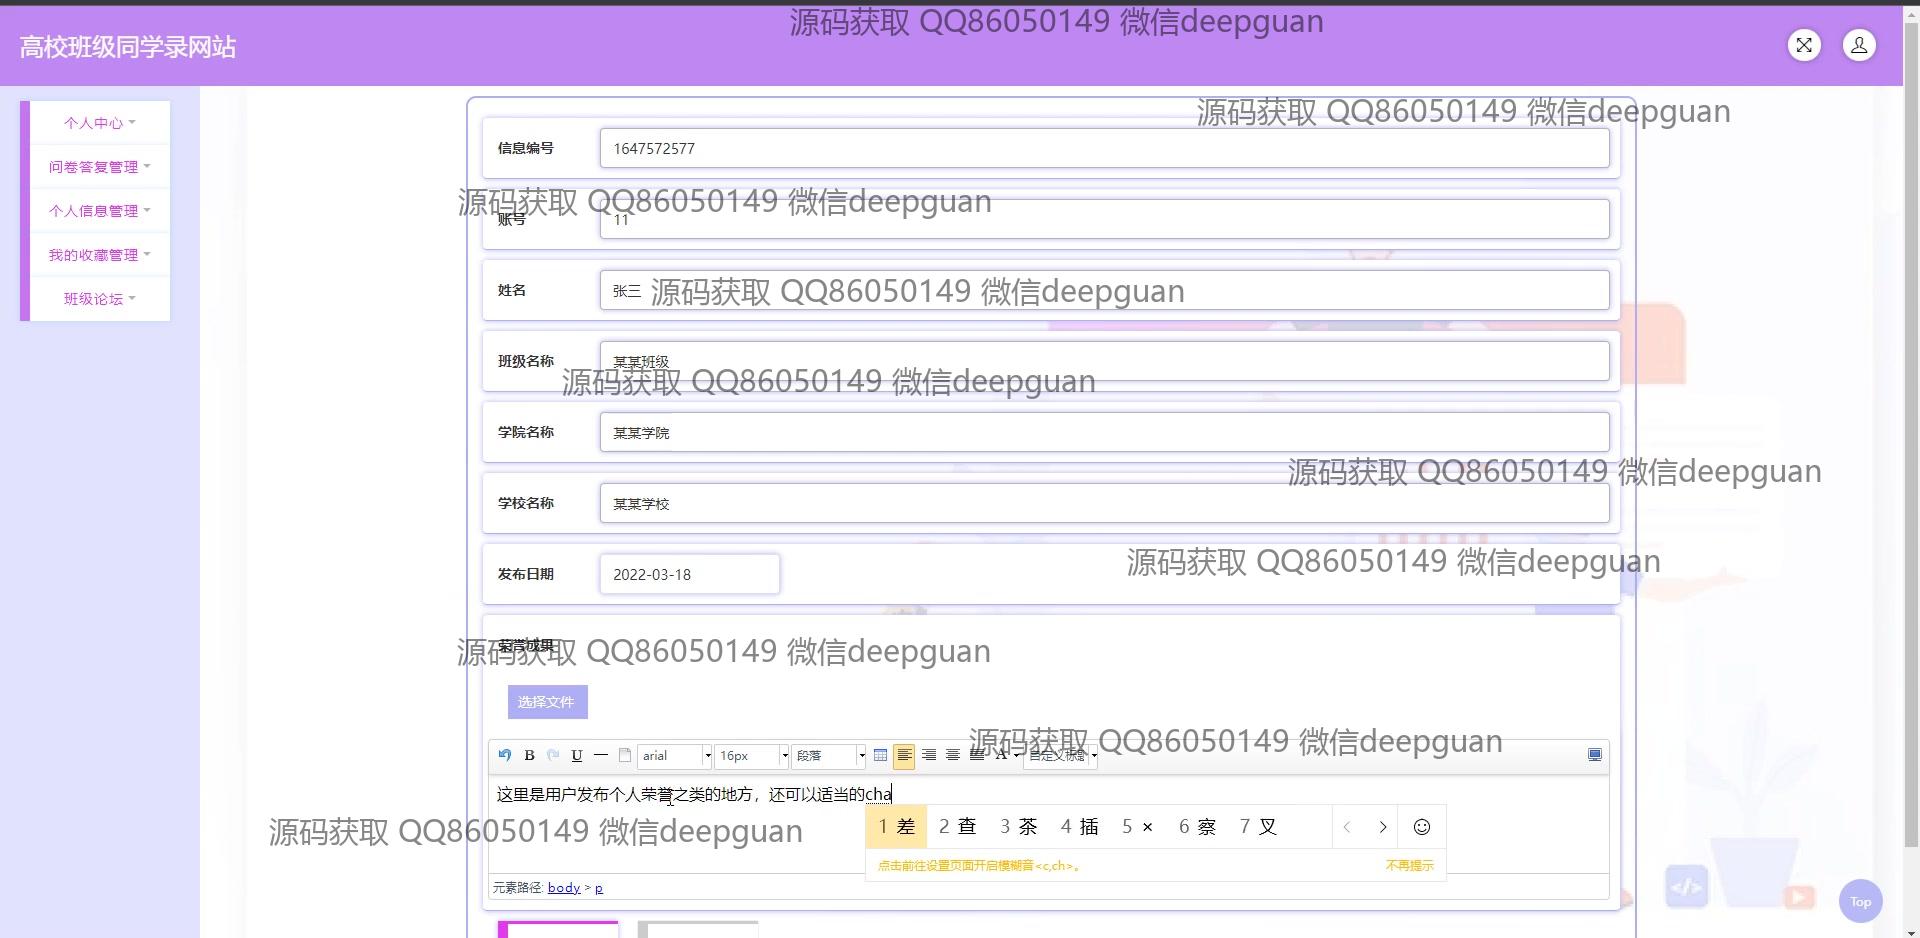 源码获取 QQ86050149 微信deepguan
高校班级同学录网站
个人中心
问卷答复管理
个人信息管理
我的收藏管理
班级论坛
源码获取 QQ86050149 微信deepguan
信息编号 1647572577
源码获取 QQ86050149 微信deepguan
账号 11
姓名 张三
源码获取 QQ86050149 微信deepguan
班级名称 某某班级
源码获取 QQ86050149 微信deepguan
学院名称 某某学院
源码获取 QQ86050149 微信deepguan
学校名称 某某学校
源码获取 QQ86050149 微信deepguan
发布日期 2022-03-18
荣誉成果
源码获取 QQ86050149 微信deepguan
选择文件
源码获取 QQ86050149 微信deepguan
B U arial 16px 段落 A 自定义标题
这里是用户发布个人荣誉之类的地方，还可以适当的cha
源码获取 QQ86050149 微信deepguan
1 差 2 查 3 茶 4 插 5 × 6 察 7 叉
点击前往设置页面开启模糊音<c,ch>。 不再提示
元素路径: body > p
Top